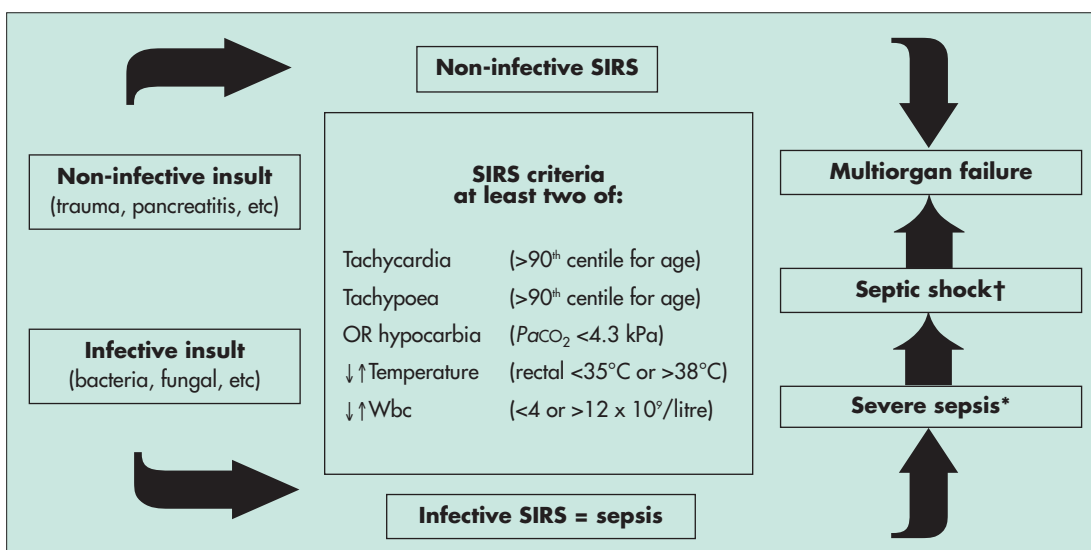 Non-infective SIRS
Non-infective insult
(trauma, pancreatitis, etc)
Infective insult
(bacteria, fungal, etc)
SIRS criteria
at least two of:
Tachycardia (>90th centile for age)
Tachypoea (>90th centile for age)
OR hypocarbia (PaCO₂ <4.3 kPa)
↓↑Temperature (rectal <35°C or >38°C)
↓↑Wbc (<4 or >12 x 10⁹/litre)
Infective SIRS = sepsis
Multiorgan failure
Septic shock†
Severe sepsis*